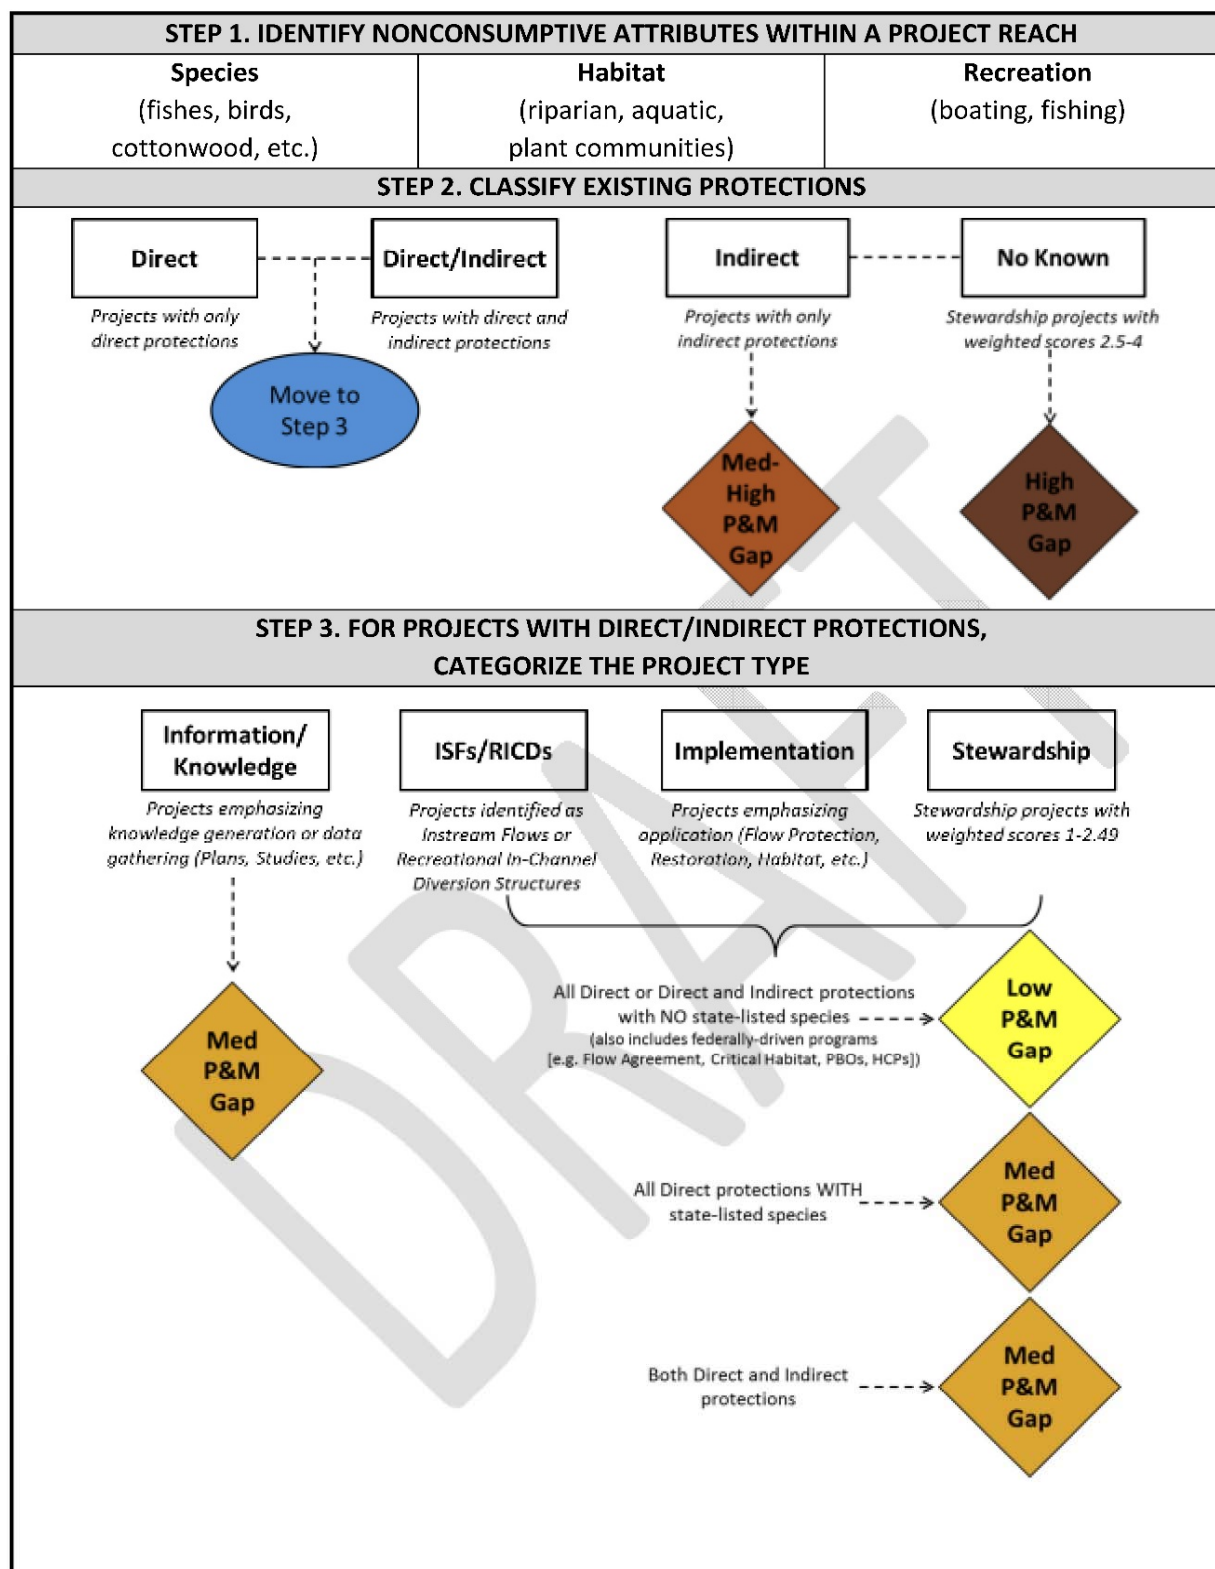 STEP 1. IDENTIFY NONCONSUMPTIVE ATTRIBUTES WITHIN A PROJECT REACH
Species
(fishes, birds,
cottonwood, etc.)
Habitat
(riparian, aquatic,
plant communities)
Recreation
(boating, fishing)
STEP 2. CLASSIFY EXISTING PROTECTIONS
Direct
Projects with only
direct protections
Direct/Indirect
Projects with direct and
indirect protections
Move to
Step 3
Indirect
Projects with only
indirect protections
Med-
High
P&M
Gap
No Known
Stewardship projects with
weighted scores 2.5-4
High
P&M
Gap
STEP 3. FOR PROJECTS WITH DIRECT/INDIRECT PROTECTIONS,
CATEGORIZE THE PROJECT TYPE
Information/
Knowledge
Projects emphasizing
knowledge generation or data
gathering (Plans, Studies, etc.)
Med
P&M
Gap
ISFs/RICDs
Projects identified as
Instream Flows or
Recreational In-Channel
Diversion Structures
Implementation
Projects emphasizing
application (Flow Protection,
Restoration, Habitat, etc.)
Stewardship
Stewardship projects with
weighted scores 1-2.49
All Direct or Direct and Indirect protections
with NO state-listed species
(also includes federally-driven programs
[e.g. Flow Agreement, Critical Habitat, PBOs, HCPs])
Low
P&M
Gap
All Direct protections WITH
state-listed species
Med
P&M
Gap
Both Direct and Indirect
protections
Med
P&M
Gap
DRAFT